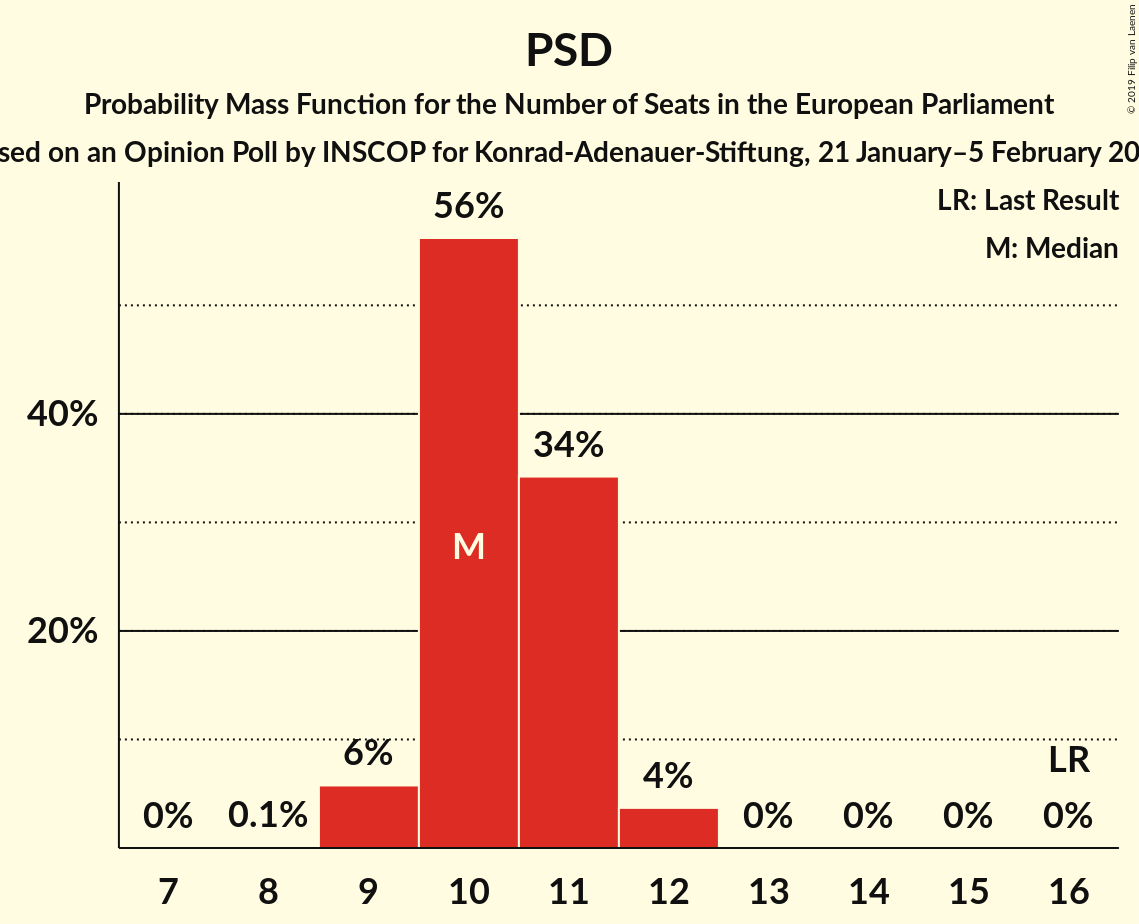 PSD
Probability Mass Function for the Number of Seats in the European Parliament
sed on an Opinion Poll by INSCOP for Konrad-Adenauer-Stiftung, 21 January–5 February 20
© 2019 Filip van Laenen
LR: Last Result
M: Median
56%
40%
34%
M
20%
6%
4%
LR
0%
0.1%
0%
0%
0%
0%
7
8
9
10
11
12
13
14
15
16